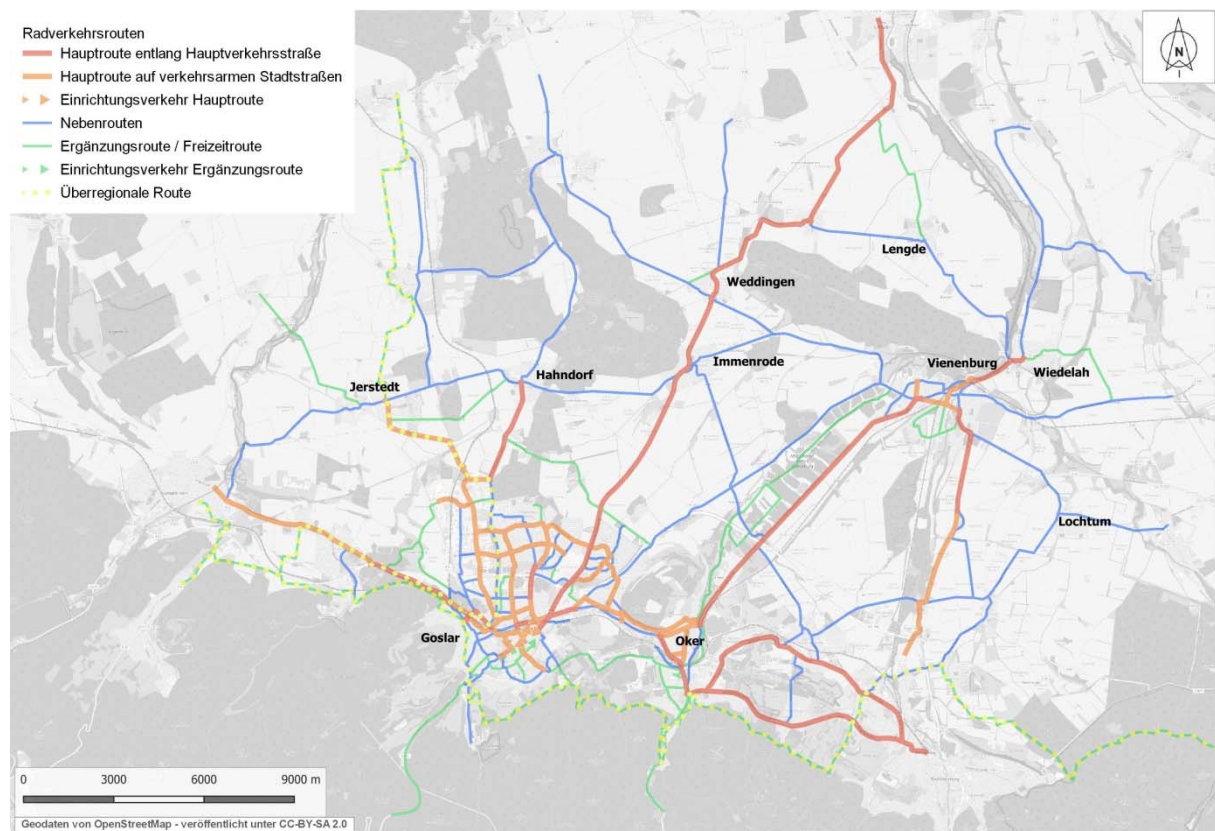 Radverkehrsrouten
Hauptroute entlang Hauptverkehrsstraße
Hauptroute auf verkehrsarmen Stadtstraßen
Einrichtungsverkehr Hauptroute
Nebenrouten
Ergänzungsroute / Freizeitroute
Einrichtungsverkehr Ergänzungsroute
Überregionale Route
N
Lengde
Weddingen
Immenrode
Vienenburg
Wiedelah
Hahndorf
Jerstedt
Lochtum
Goslar
Oker
0 3000 6000 9000 m
Geodaten von OpenStreetMap - veröffentlicht unter CC-BY-SA 2.0